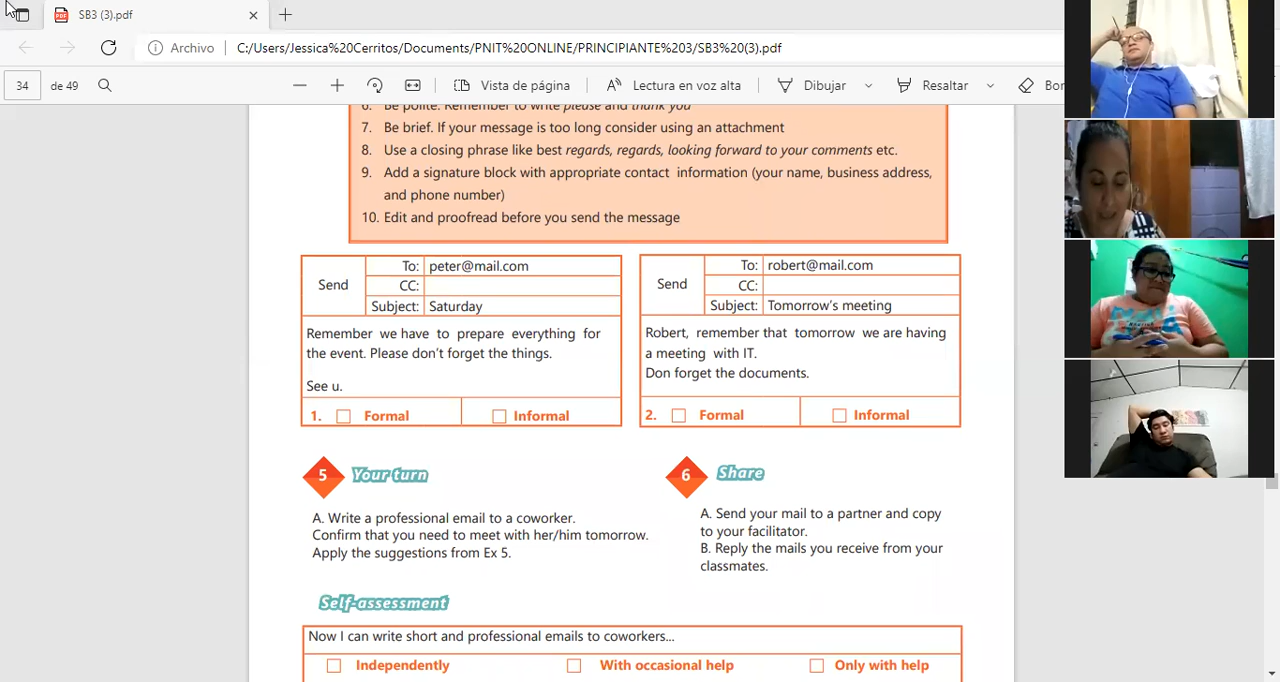 SB3 (3).pdf
Archivo
C:/Users/Jessica%20Cerritos/Documents/PNIT%20ONLINE/PRINCIPIANTE%203/SB3%20(3).pdf
34 de 49
Vista de página
Lectura en voz alta
Dibujar
Resaltar
Bor
6. Be polite. Remember to write please and thank you
7. Be brief. If your message is too long consider using an attachment
8. Use a closing phrase like best regards, regards, looking forward to your comments etc.
9. Add a signature block with appropriate contact information (your name, business address,
and phone number)
10. Edit and proofread before you send the message
Send
To: peter@mail.com
CC:
Subject: Saturday
Remember we have to prepare everything for
the event. Please don't forget the things.
See u.
1. Formal Informal
Send
To: robert@mail.com
CC:
Subject: Tomorrow's meeting
Robert, remember that tomorrow we are having
a meeting with IT.
Don forget the documents.
2. Formal Informal
5 Your turn
A. Write a professional email to a coworker.
Confirm that you need to meet with her/him tomorrow.
Apply the suggestions from Ex 5.
6 Share
A. Send your mail to a partner and copy
to your facilitator.
B. Reply the mails you receive from your
classmates.
Self-assessment
Now I can write short and professional emails to coworkers...
Independently With occasional help Only with help